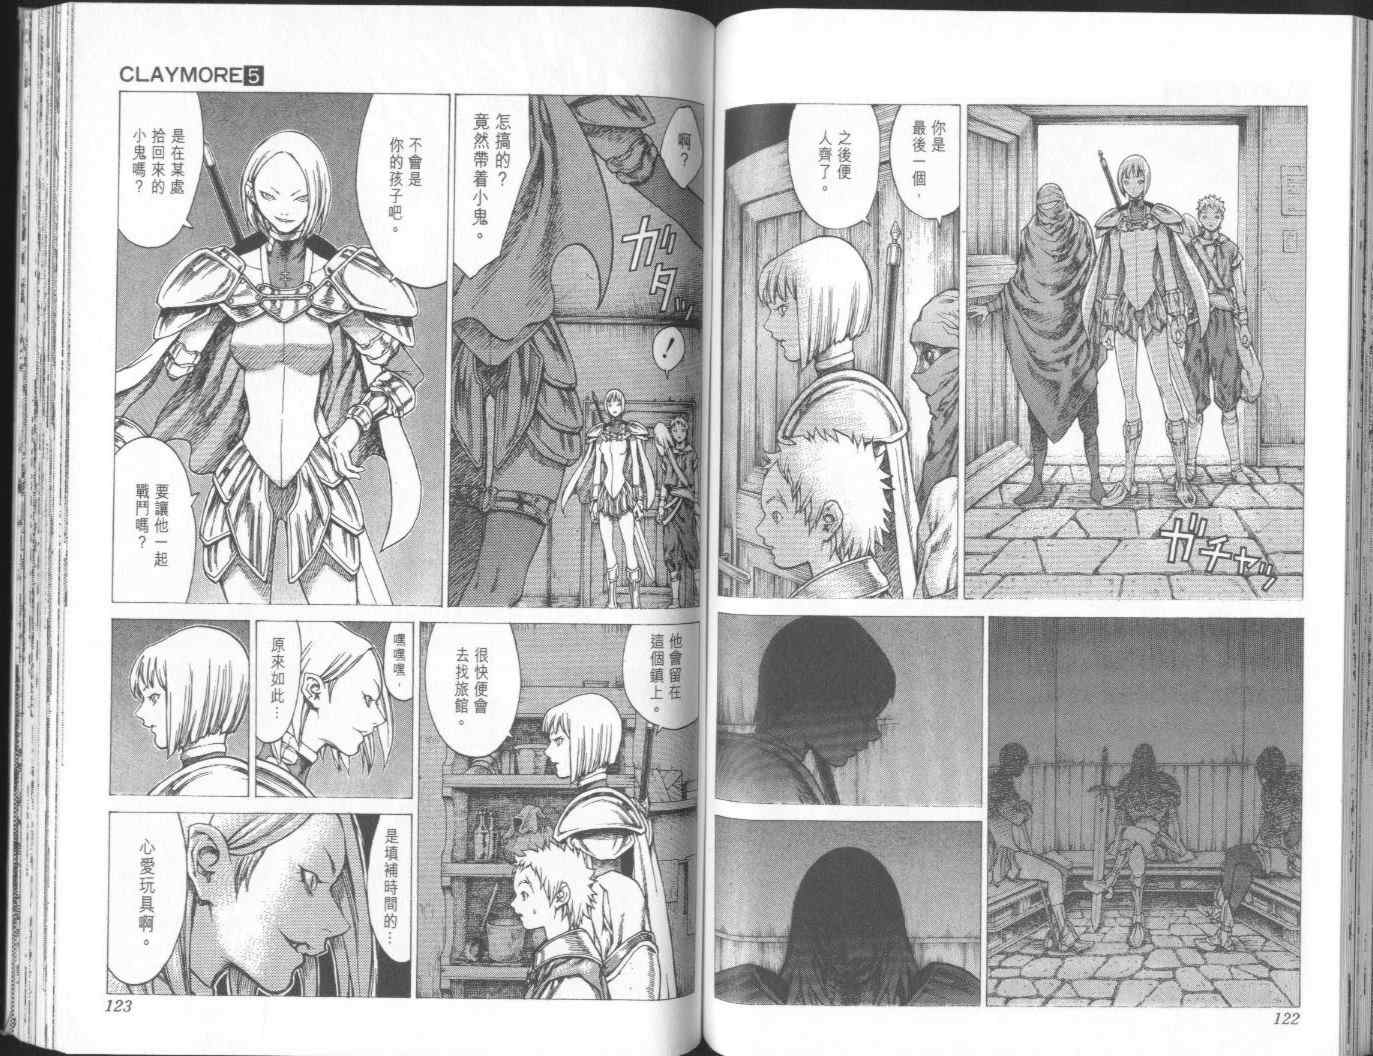 ガチャッ
你是
最後一個，
之後便
人齊了。
122
CLAYMORE 5
啊？
ガタッ
怎搞的？
竟然帶着小鬼。
！
不會是
你的孩子吧。
是在某處
拾回來的
小鬼嗎？
要讓他一起
戰鬥嗎？
他會留在
這個鎮上。
很快便會
去找旅館。
嘿嘿嘿，
原來如此…
是填補時間的…
心愛玩具啊。
123